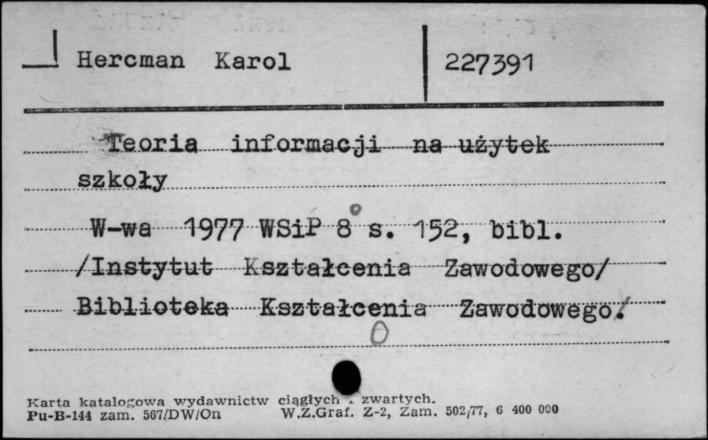 Hercman Karol 227391
Teoria informacji na użytek
szkoły
W-wa 1977 WSiP 8° s. 152, bibl.
/Instytut Kształcenia Zawodowego/
Biblioteka Kształcenia Zawodowego./
0
Karta katalogowa wydawnictw ciągłych i zwartych.
Pu-B-144 zam. 567/DW/On W.Z.Graf. Z-2, Zam. 502/77, 6 400 000